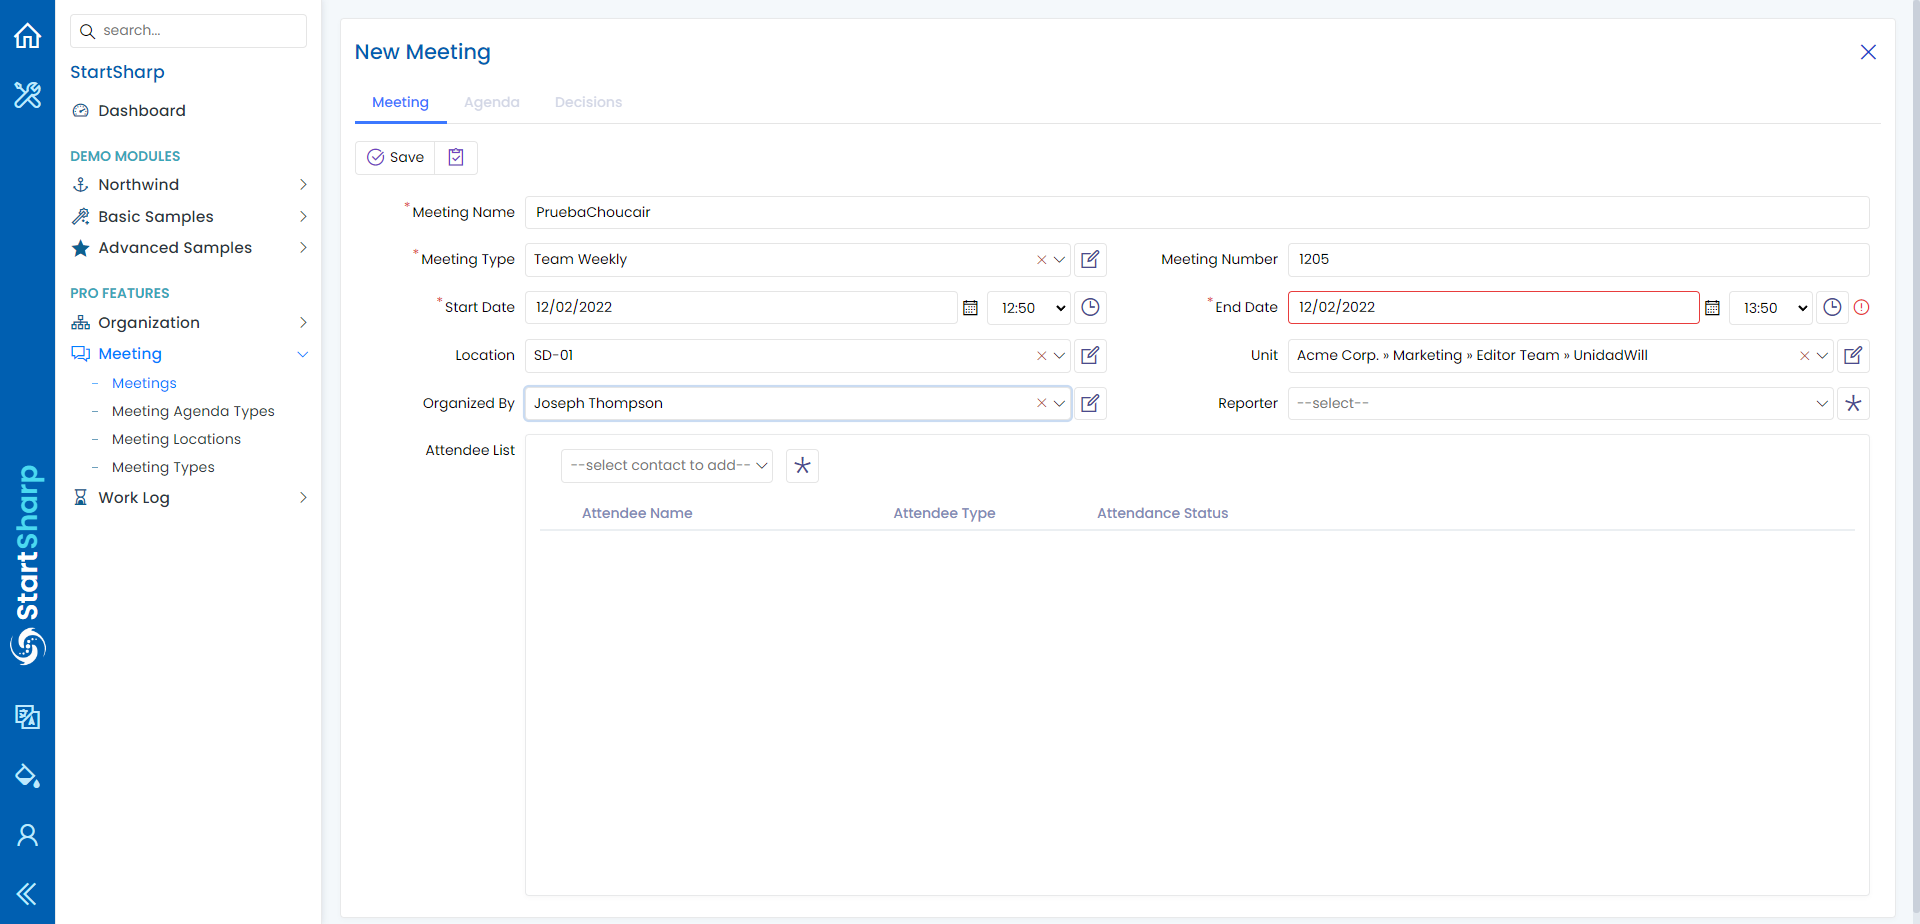 search...
StartSharp
Dashboard
DEMO MODULES
Northwind
Basic Samples
Advanced Samples
PRO FEATURES
Organization
Meeting
Meetings
Meeting Agenda Types
Meeting Locations
Meeting Types
Work Log
StartSharp
New Meeting
Meeting Agenda Decisions
Save
*Meeting Name PruebaChoucair
*Meeting Type Team Weekly Meeting Number 1205
*Start Date 12/02/2022 12:50 *End Date 12/02/2022 13:50
Location SD-01 Unit Acme Corp. » Marketing » Editor Team » UnidadWill
Organized By Joseph Thompson Reporter --select--
Attendee List
--select contact to add--
Attendee Name Attendee Type Attendance Status